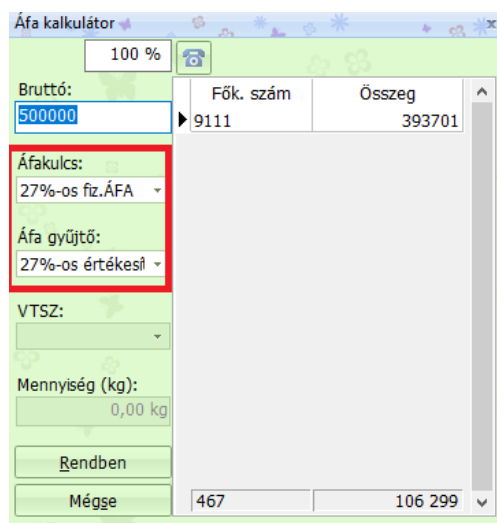 Áfa kalkulátor
100 %
Bruttó:
500000
Fők. szám Összeg
9111 393701
Áfakulcs:
27%-os fiz.ÁFA
Áfa gyűjtő:
27%-os értékesít
VTSZ:
Mennyiség (kg):
0,00 kg
Rendben
Mégse
467 106 299